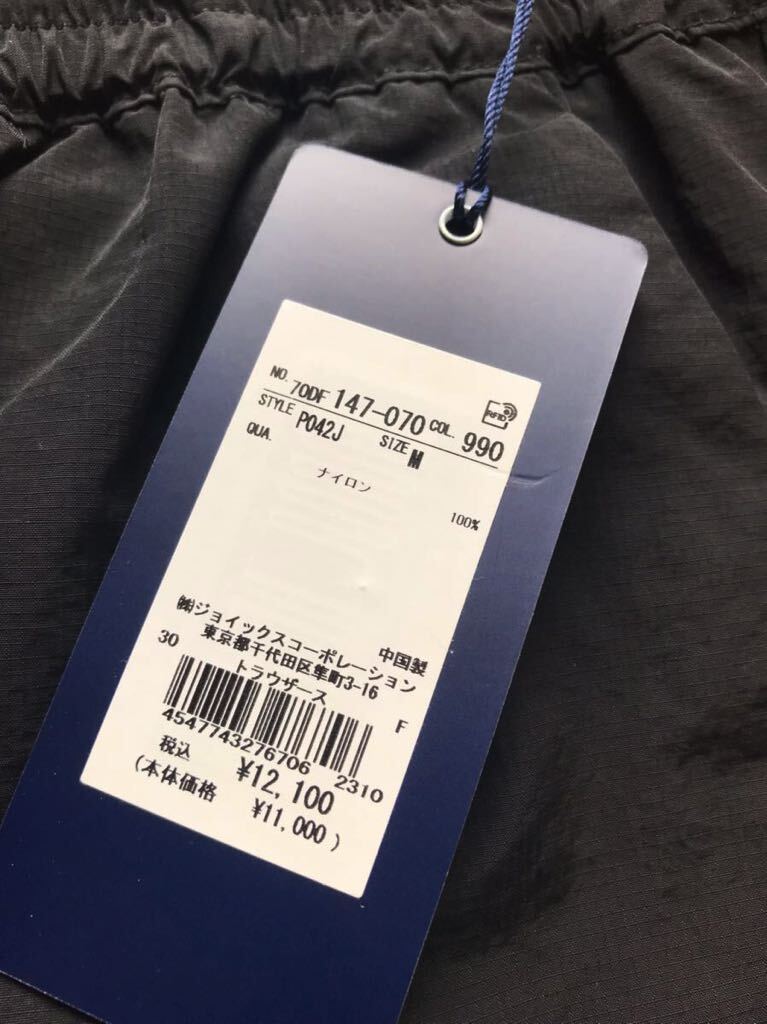 NO. 70DF 147-070 COL. 990
RFID
STYLE P042J SIZE M
QUA.
ナイロン 100%
㈱ジョイックスコーポレーション 中国製
東京都千代田区隼町3-16
30 トラウザース F
4547743276706 2310
税込 ¥12,100
(本体価格 ¥11,000)